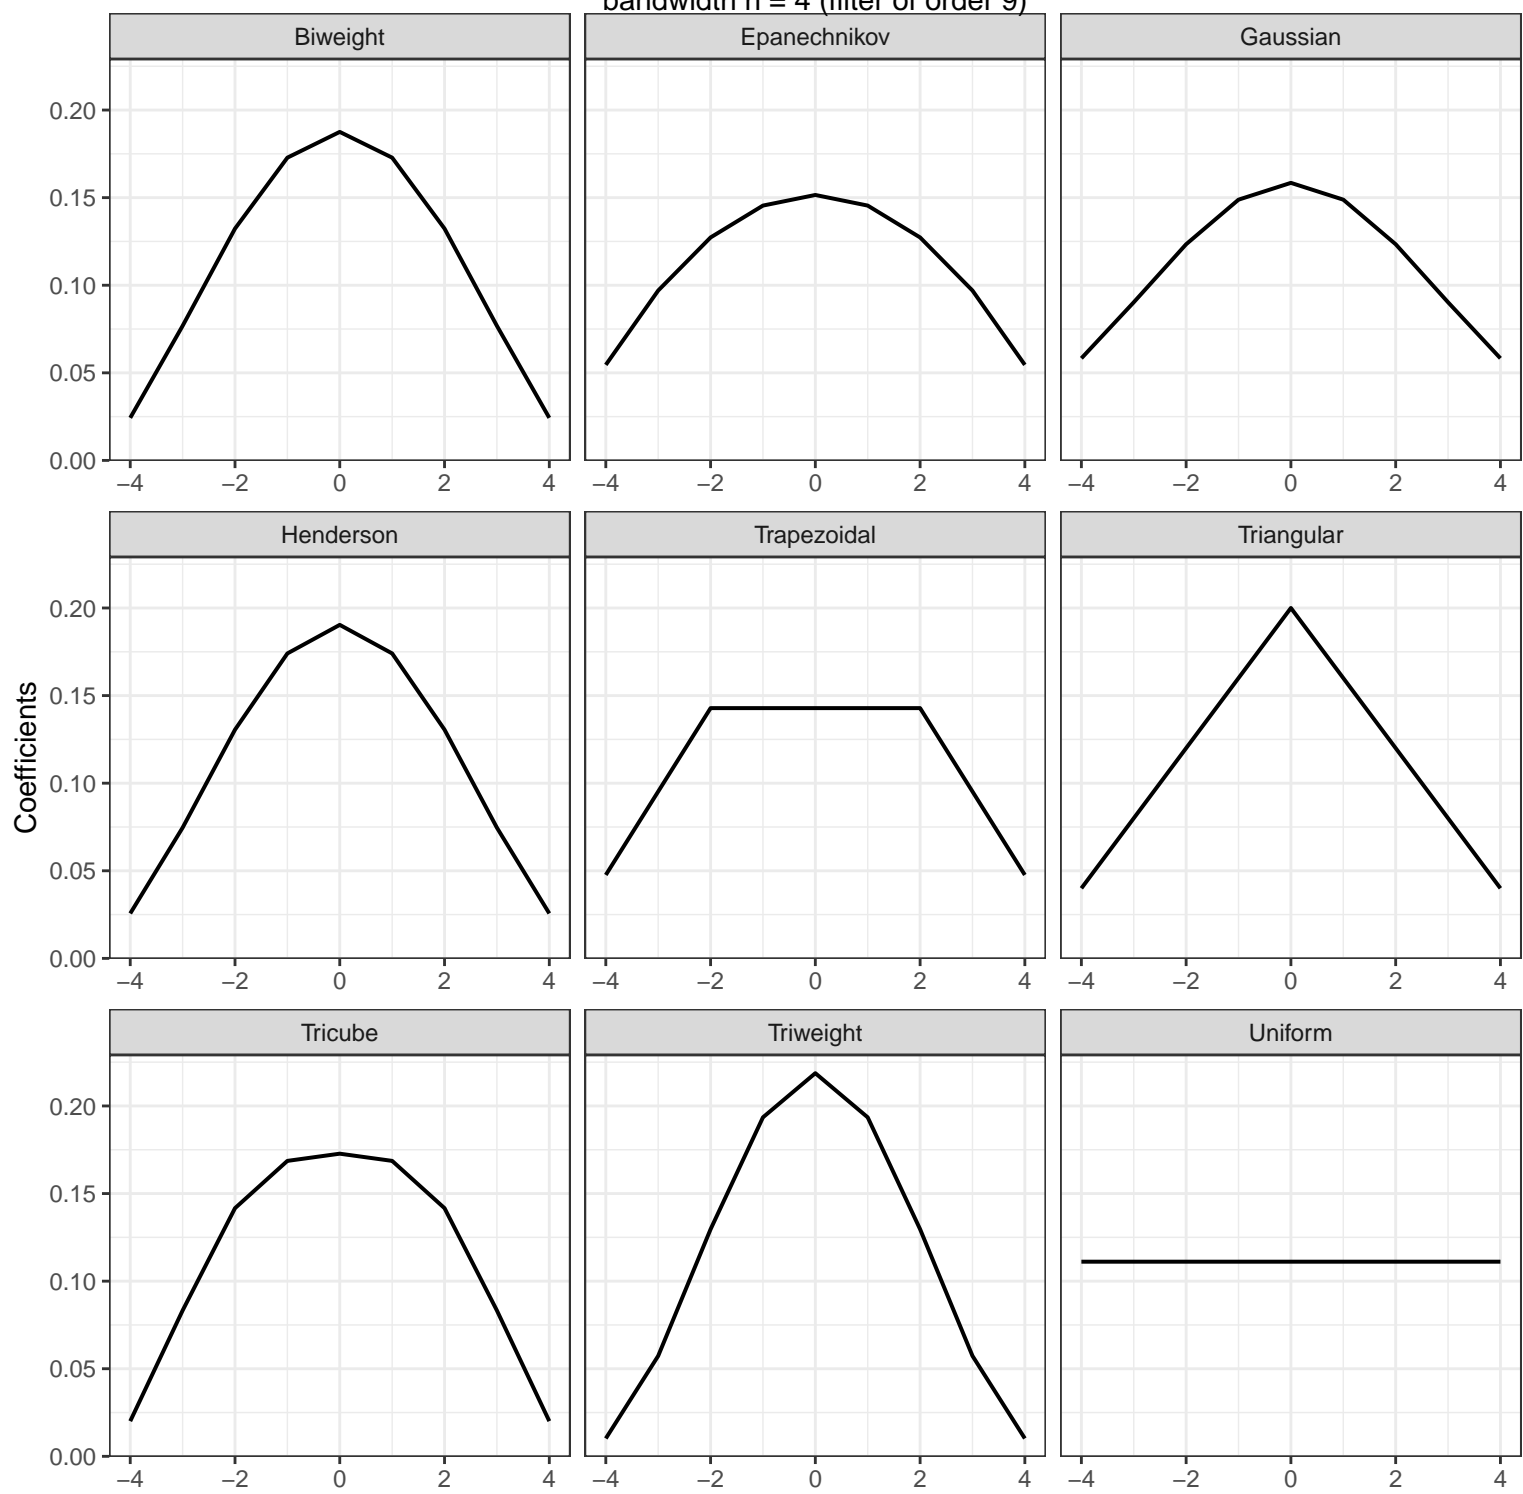 bandwidth h = 4 (filter of order 9)
Biweight Epanechnikov Gaussian
0.20
0.15
0.10
0.05
0.00
−4 −2 0 2 4 −4 −2 0 2 4 −4 −2 0 2 4
Henderson Trapezoidal Triangular
Coefficients
0.20
0.15
0.10
0.05
0.00
−4 −2 0 2 4 −4 −2 0 2 4 −4 −2 0 2 4
Tricube Triweight Uniform
0.20
0.15
0.10
0.05
0.00
−4 −2 0 2 4 −4 −2 0 2 4 −4 −2 0 2 4